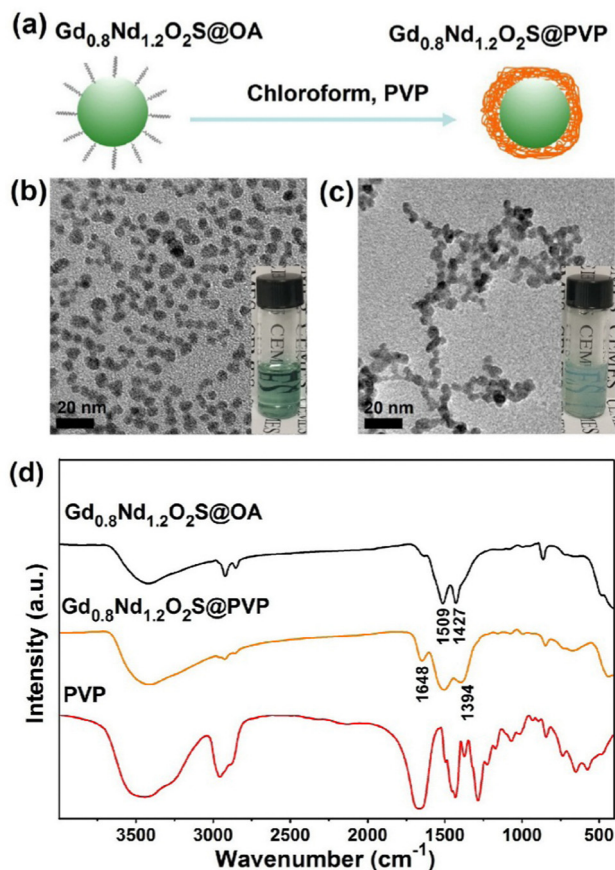 (a) Gd₀.₈Nd₁.₂O₂S@OA
Gd₀.₈Nd₁.₂O₂S@PVP
Chloroform, PVP
(b)
CEMES
20 nm
(c)
CEMES
20 nm
(d)
Gd₀.₈Nd₁.₂O₂S@OA
1509
1427
Gd₀.₈Nd₁.₂O₂S@PVP
1648
1394
PVP
Intensity (a.u.)
3500 3000 2500 2000 1500 1000 500
Wavenumber (cm⁻¹)